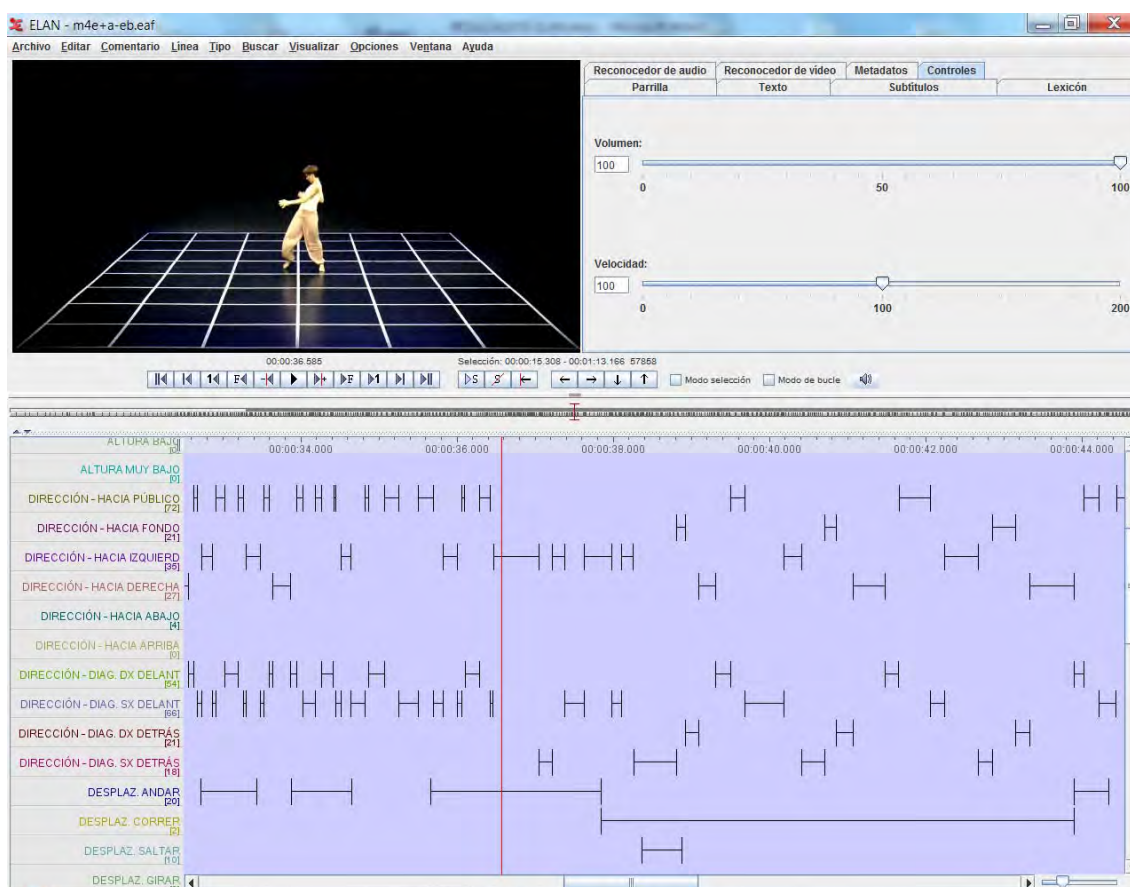 ELAN - m4e+a-eb.eaf
Archivo Editar Comentario Línea Tipo Buscar Visualizar Opciones Ventana Ayuda
Reconocedor de audio Reconocedor de vídeo Metadatos Controles
Parrilla Texto Subtítulos Lexicón
Volumen:
100
0 50 100
Velocidad:
100
0 100 200
00:00:36.585 Selección: 00:00:15.308 - 00:01:13.166 57858
Modo selección Modo de bucle
ALTURA BAJO
[0]
00:00:34.000 00:00:36.000 00:00:38.000 00:00:40.000 00:00:42.000 00:00:44.000
ALTURA MUY BAJO
[0]
DIRECCIÓN - HACIA PÚBLICO
[72]
DIRECCIÓN - HACIA FONDO
[21]
DIRECCIÓN - HACIA IZQUIERD
[35]
DIRECCIÓN - HACIA DERECHA
[27]
DIRECCIÓN - HACIA ABAJO
[4]
DIRECCIÓN - HACIA ARRIBA
[0]
DIRECCIÓN - DIAG. DX DELANT
[54]
DIRECCIÓN - DIAG. SX DELANT
[66]
DIRECCIÓN - DIAG. DX DETRÁS
[21]
DIRECCIÓN - DIAG. SX DETRÁS
[18]
DESPLAZ. ANDAR
[20]
DESPLAZ. CORRER
[2]
DESPLAZ. SALTAR
[10]
DESPLAZ. GIRAR